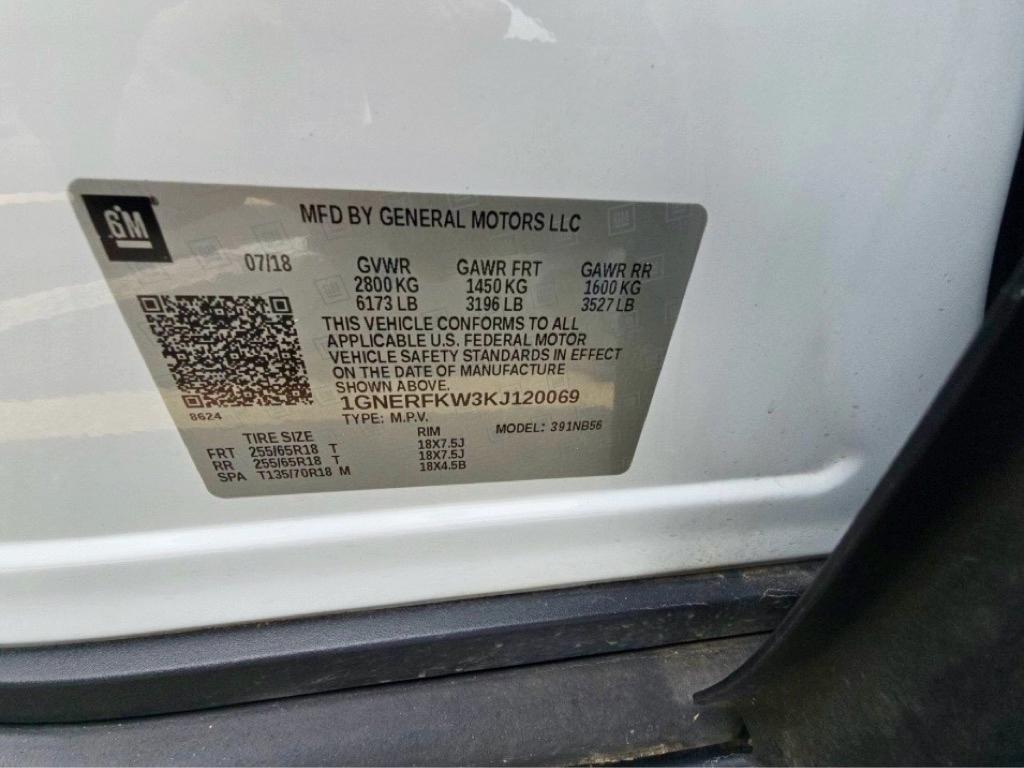 GM
MFD BY GENERAL MOTORS LLC
07/18 GVWR GAWR FRT GAWR RR
2800 KG 1450 KG 1600 KG
6173 LB 3196 LB 3527 LB
THIS VEHICLE CONFORMS TO ALL
APPLICABLE U.S. FEDERAL MOTOR
VEHICLE SAFETY STANDARDS IN EFFECT
ON THE DATE OF MANUFACTURE
SHOWN ABOVE.
1GNERFKW3KJ120069
8624 TYPE: M.P.V. MODEL: 391NB56
TIRE SIZE RIM
FRT 255/65R18 T 18X7.5J
RR 255/65R18 T 18X7.5J
SPA T135/70R18 M 18X4.5B